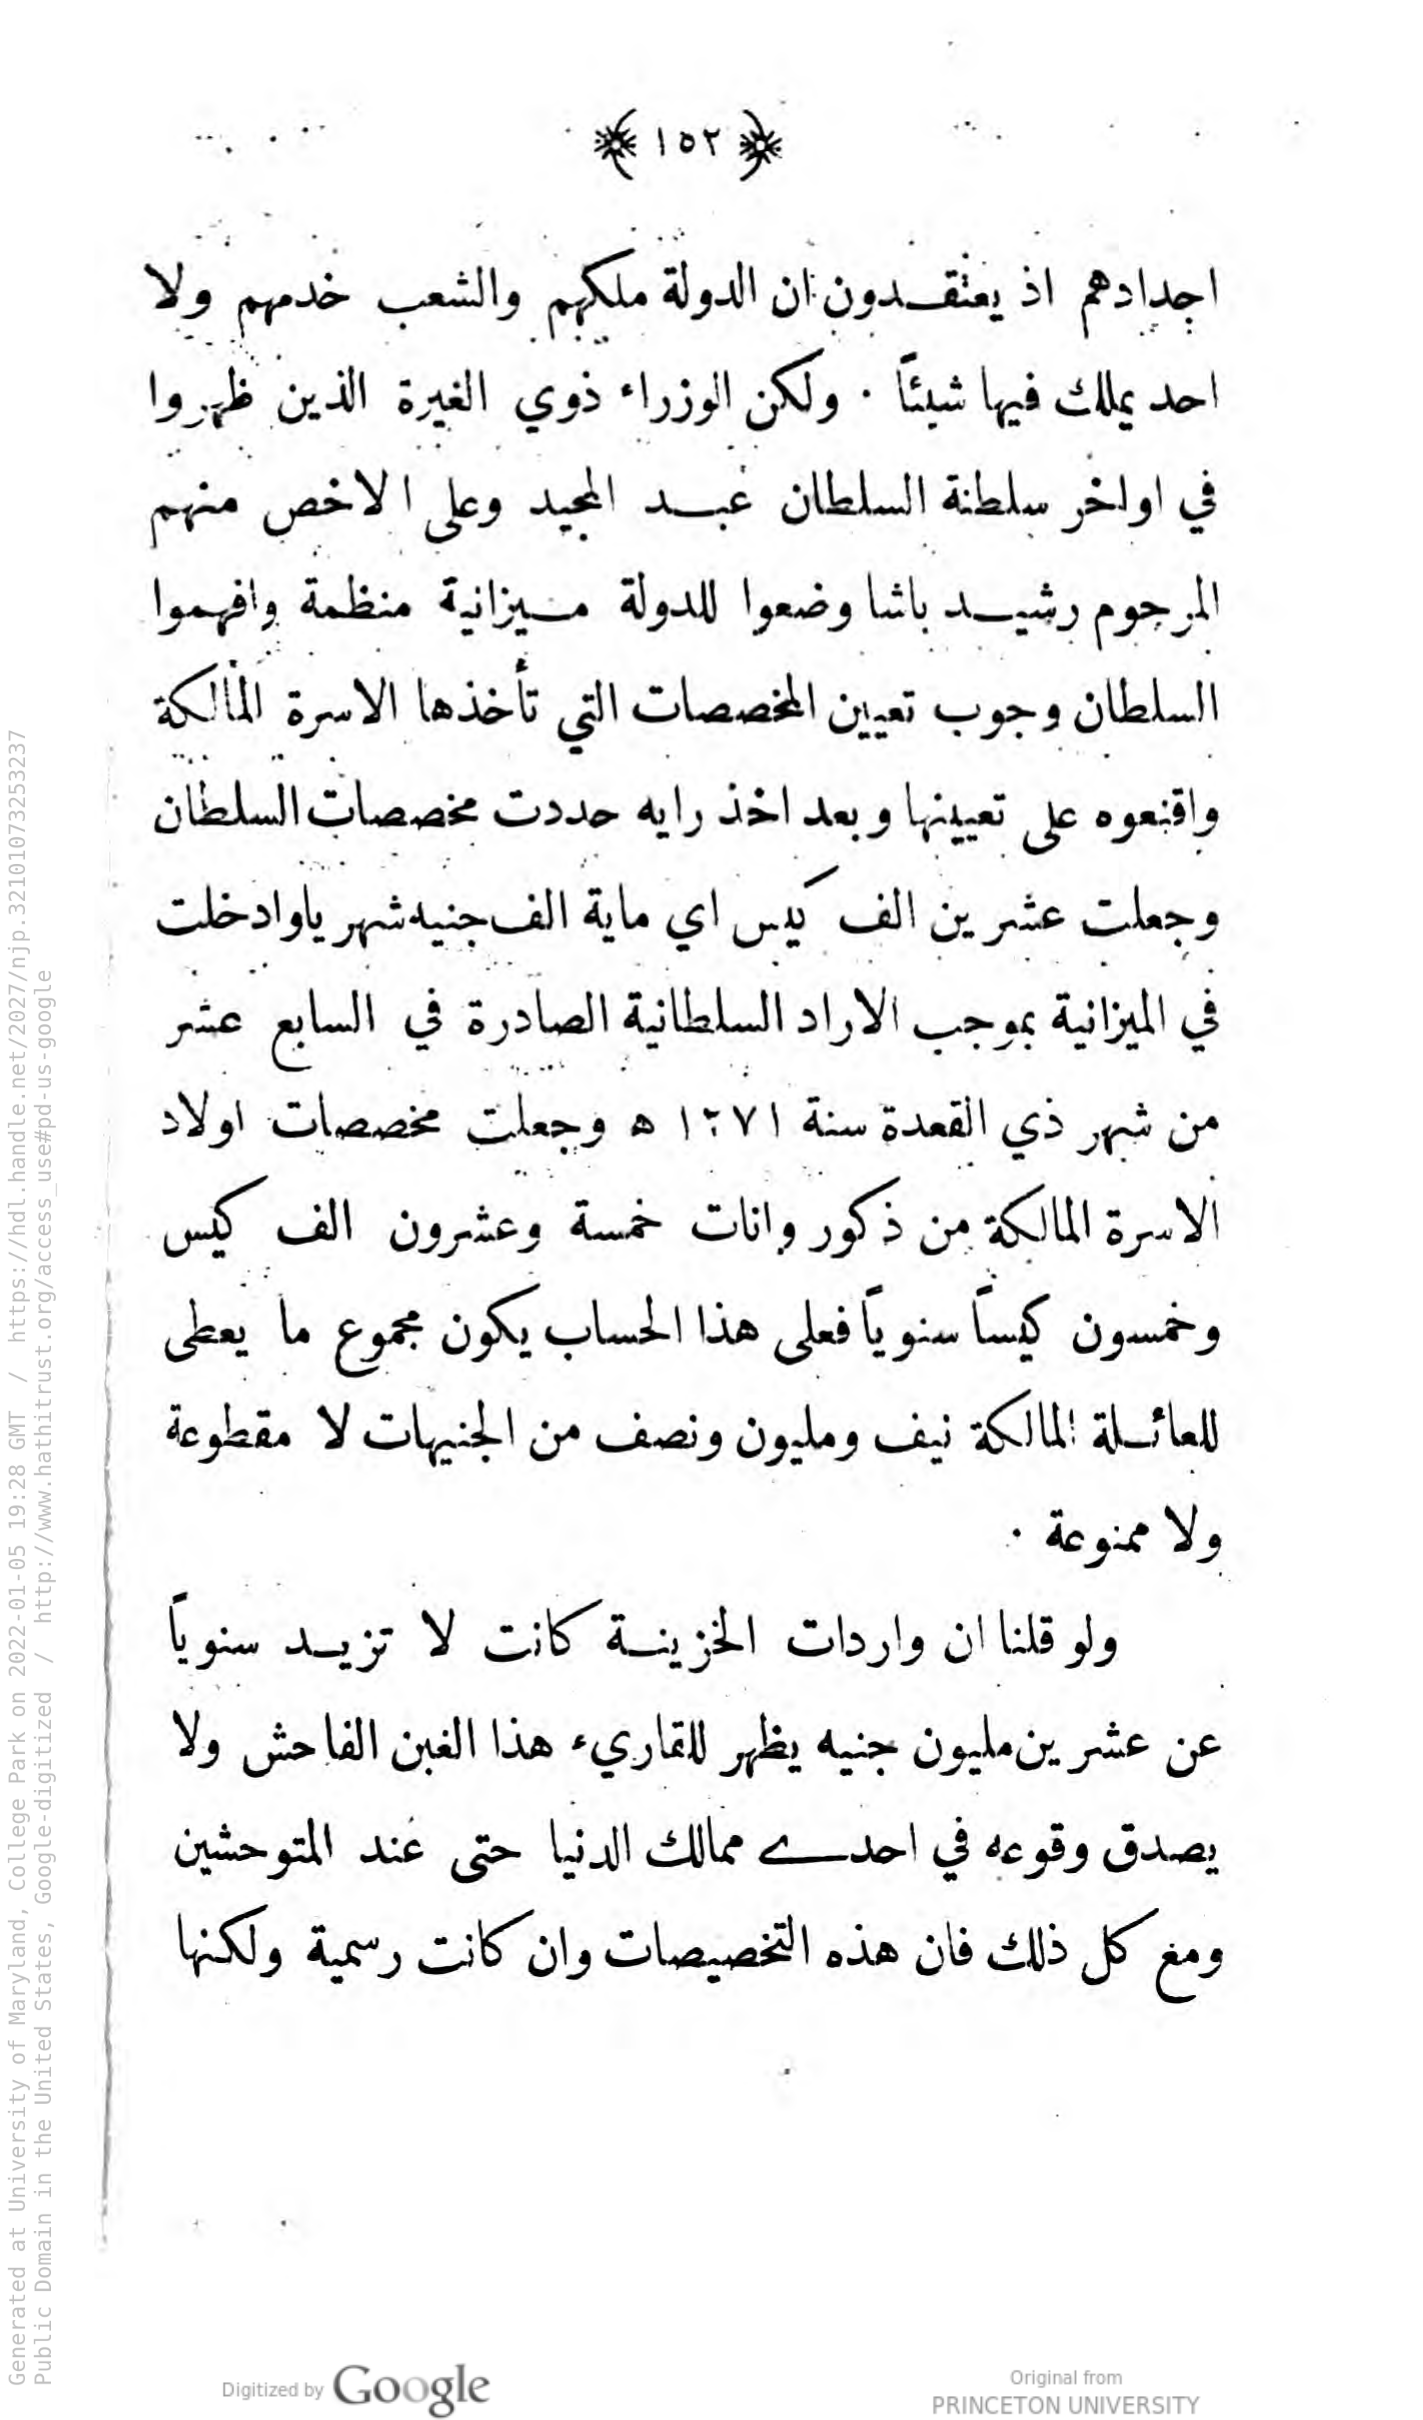 ﴿ ١٥٢ ﴾
اجدادهم اذ يعتقدون ان الدولة ملكهم والشعب خدمهم ولا
احد يملك فيها شيئاً . ولكن الوزراء ذوي الغيرة الذين ظهروا
في اواخر سلطنة السلطان عبد المجيد وعلى الاخص منهم
المرجوم رشيد باشا وضعوا للدولة ميزانية منظمة وافهموا
السلطان وجوب تعيين المخصصات التي تأخذها الاسرة المالكة
واقنعوه على تعيينها وبعد اخذ رايه حددت مخصصات السلطان
وجعلت عشرين الف كيس اي ماية الف جنيه شهرياوادخلت
في الميزانية بموجب الاراد السلطانية الصادرة في السابع عشر
من شهر ذي القعدة سنة ١٢٧١ ه وجعلت مخصصات اولاد
الاسرة المالكة من ذكور وانات خمسة وعشرون الف كيس
وخمسون كيساً سنوياً فعلى هذا الحساب يكون مجموع ما يعطى
للعائلة المالكة نيف ومليون ونصف من الجنيهات لا مقطوعة
ولا ممنوعة .
ولو قلنا ان واردات الخزينة كانت لا تزيد سنوياً
عن عشرين مليون جنيه يظهر للقاريء هذا الغبن الفاحش ولا
يصدق وقوعه في احدى ممالك الدنيا حتى عند المتوحشين
ومع كل ذلك فان هذه التخصيصات وان كانت رسمية ولكنها
Generated at University of Maryland, College Park on 2022-01-05 19:28 GMT / https://hdl.handle.net/2027/njp.32101073253237
Public Domain in the United States, Google-digitized / http://www.hathitrust.org/access_use#pd-us-google
Digitized by Google
Original from
PRINCETON UNIVERSITY